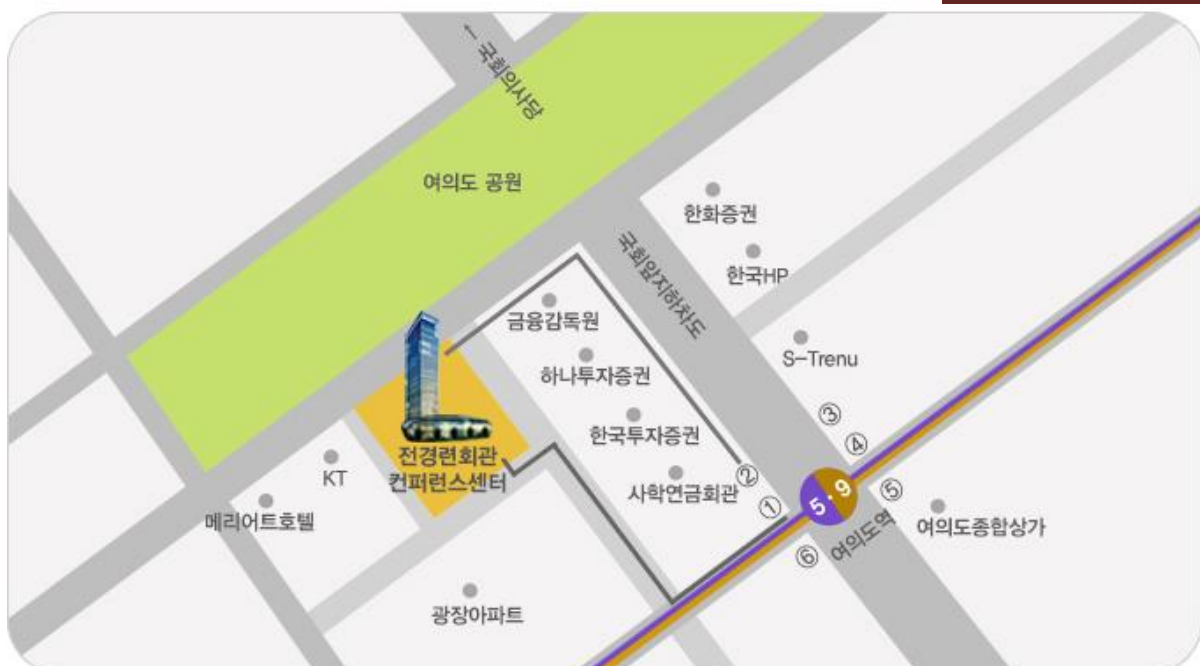 ← 국회의사당
여의도 공원
한화증권
국회앞지하차도
한국HP
금융감독원
S-Trenu
하나투자증권
③
한국투자증권
④
전경련회관
컨퍼런스센터
KT
②
사학연금회관
①
5·9
⑤
메리어트호텔
여의도역
여의도종합상가
⑥
광장아파트